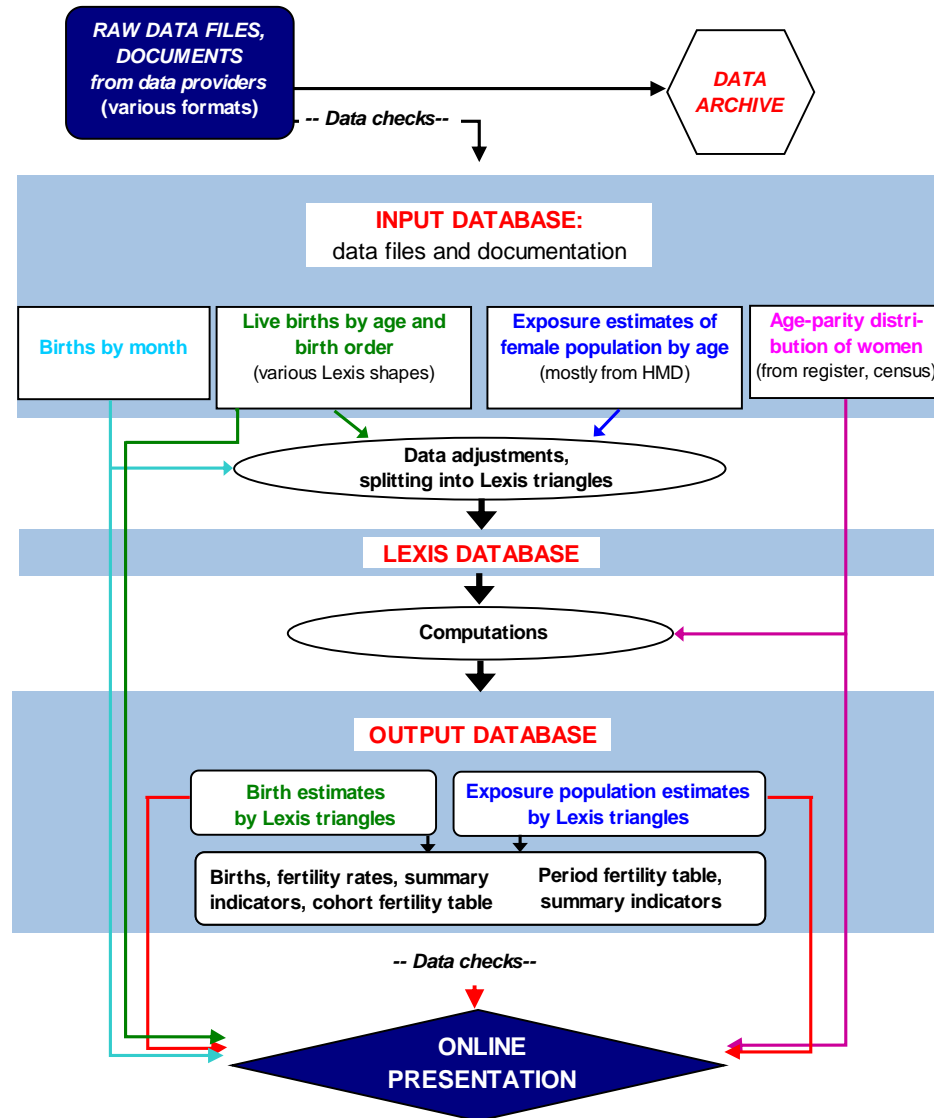 RAW DATA FILES,
DOCUMENTS
from data providers
(various formats)
DATA
ARCHIVE
-- Data checks--
INPUT DATABASE:
data files and documentation
Births by month
Live births by age and
birth order
(various Lexis shapes)
Exposure estimates of
female population by age
(mostly from HMD)
Age-parity distri-
bution of women
(from register, census)
Data adjustments,
splitting into Lexis triangles
LEXIS DATABASE
Computations
OUTPUT DATABASE
Birth estimates
by Lexis triangles
Exposure population estimates
by Lexis triangles
Births, fertility rates, summary
indicators, cohort fertility table
Period fertility table,
summary indicators
-- Data checks--
ONLINE
PRESENTATION